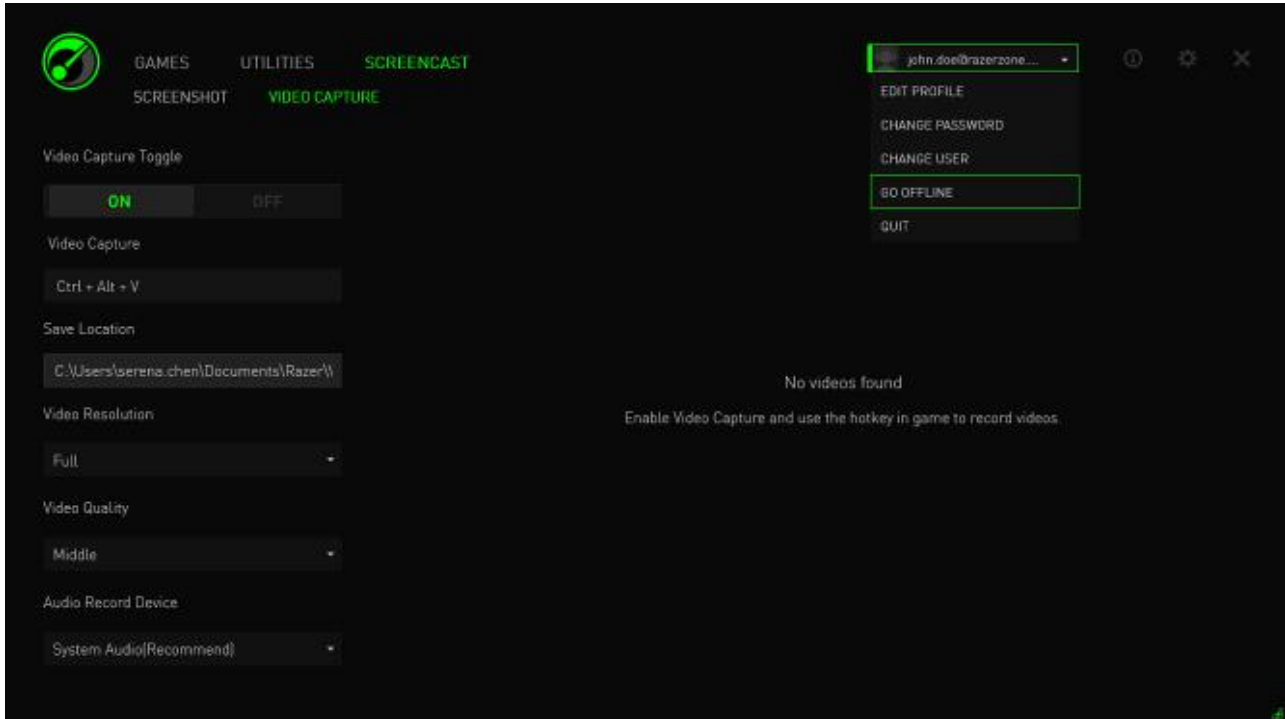 GAMES UTILITIES SCREENCAST
john.doe@razerzone....
SCREENSHOT VIDEO CAPTURE
EDIT PROFILE
CHANGE PASSWORD
CHANGE USER
GO OFFLINE
QUIT
Video Capture Toggle
ON OFF
Video Capture
Ctrl + Alt + V
Save Location
C:\Users\serena.chen\Documents\Razer\\
Video Resolution
Full
Video Quality
Middle
Audio Record Device
System Audio(Recommend)
No videos found
Enable Video Capture and use the hotkey in game to record videos.